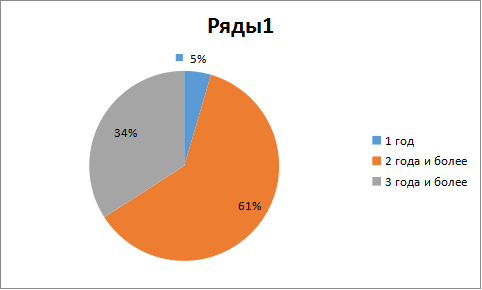 Ряды1
5%
34%
61%
1 год
2 года и более
3 года и более